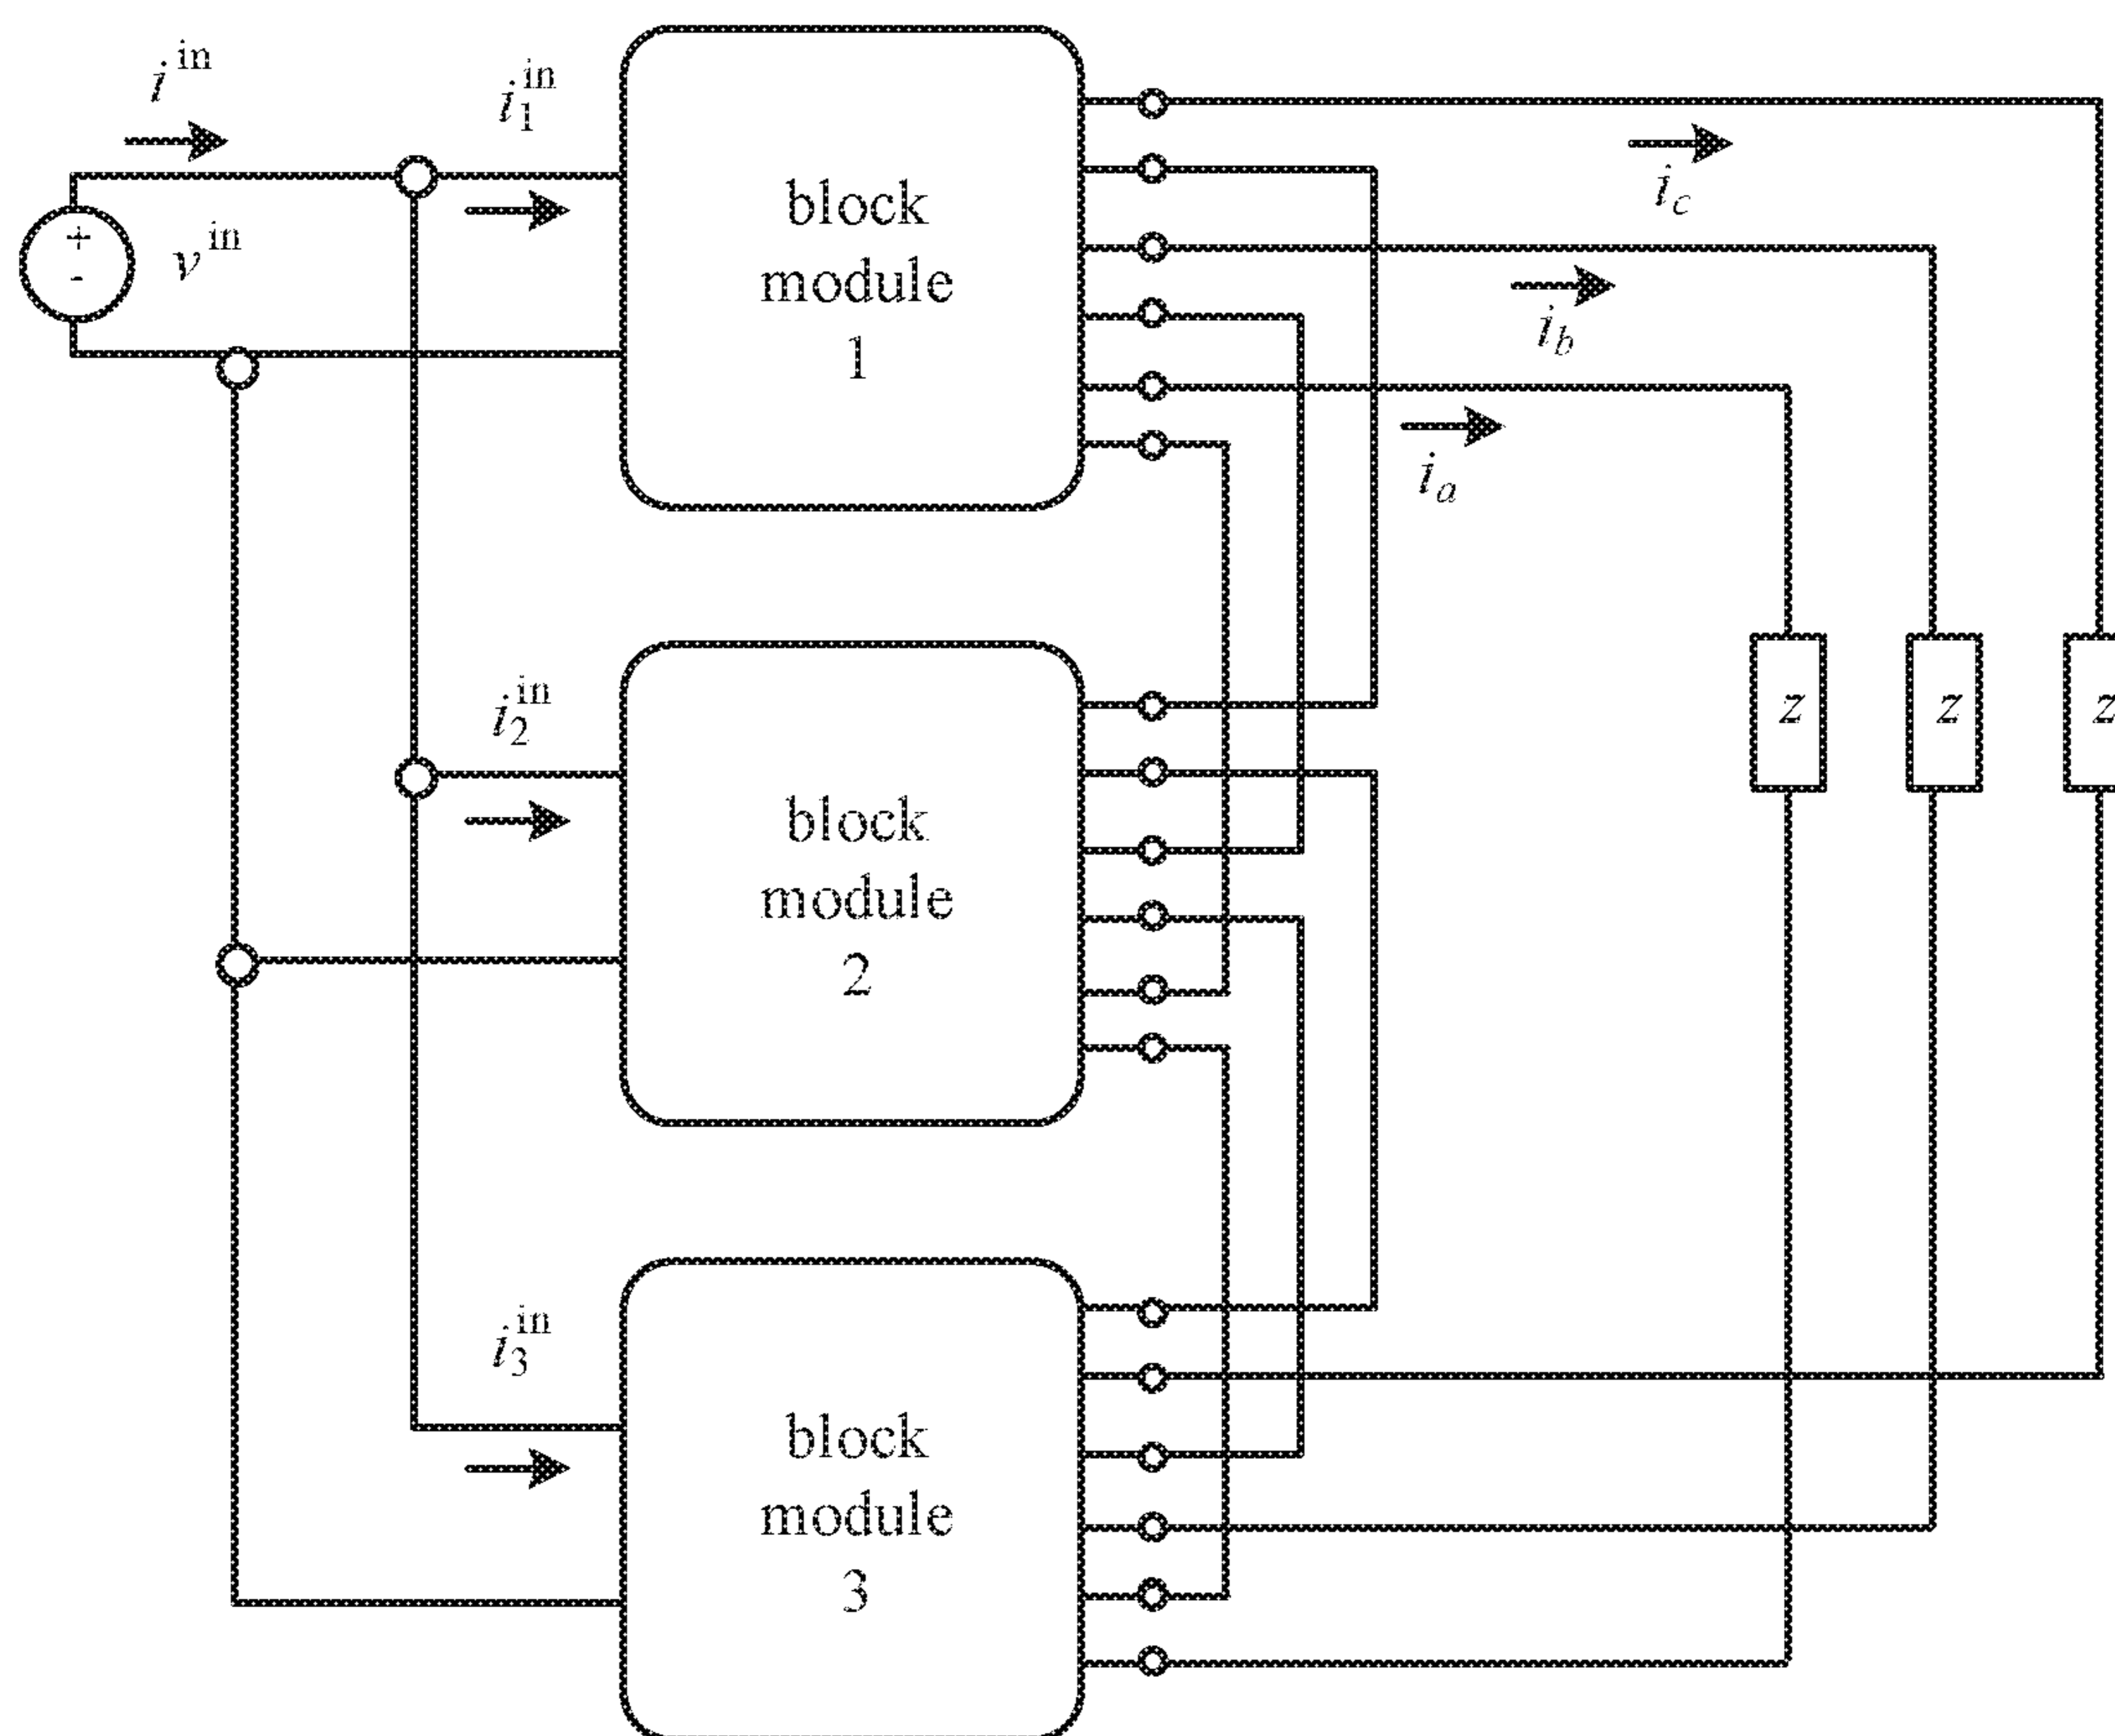 i^in
i_1^in
+
-
v^in
block
module
1
i_c
i_b
i_a
i_2^in
block
module
2
z
z
z
i_3^in
block
module
3